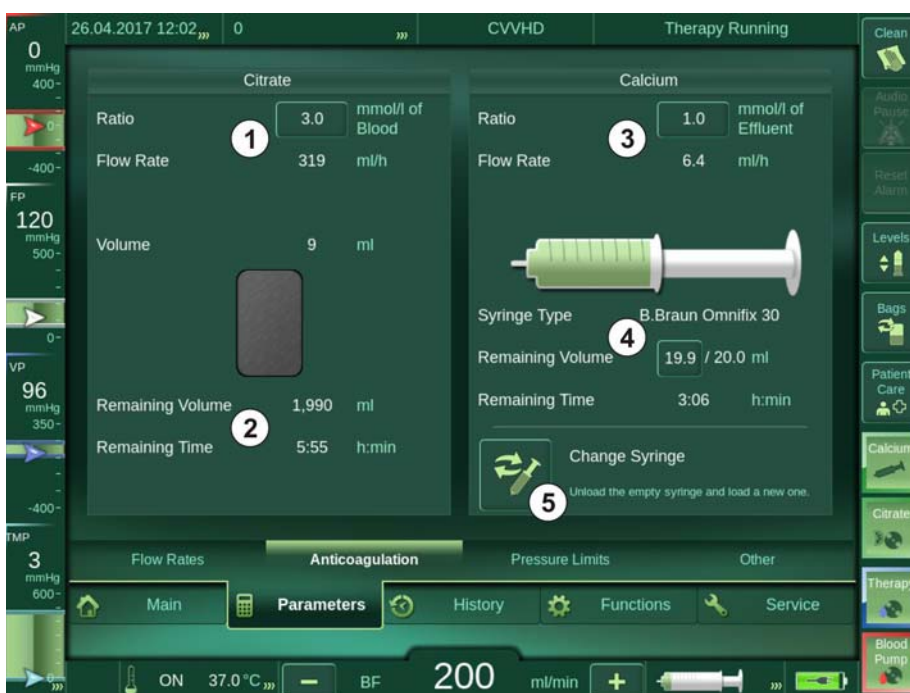 AP
26.04.2017 12:02
0
CVVHD
Therapy Running
Clean
0
mmHg
400
0
-400
Audio
Pause
Reset
Alarm
Citrate
Ratio
1
3.0
mmol/l of
Blood
Flow Rate
319
ml/h
Volume
9
ml
Remaining Volume
1,990
ml
2
Remaining Time
5:55
h:min
Calcium
Ratio
3
1.0
mmol/l of
Effluent
Flow Rate
6.4
ml/h
Syringe Type
B.Braun Omnifix 30
4
Remaining Volume
19.9 / 20.0 ml
Remaining Time
3:06
h:min
Change Syringe
5
Unload the empty syringe and load a new one.
FP
120
mmHg
500
0
VP
96
mmHg
350
-400
TMP
3
mmHg
600
0
Levels
Bags
Patient
Care
Calcium
Citrate
Therapy
Blood
Pump
Flow Rates
Anticoagulation
Pressure Limits
Other
Main
Parameters
History
Functions
Service
ON
37.0 °C
−
BF
200
ml/min
+